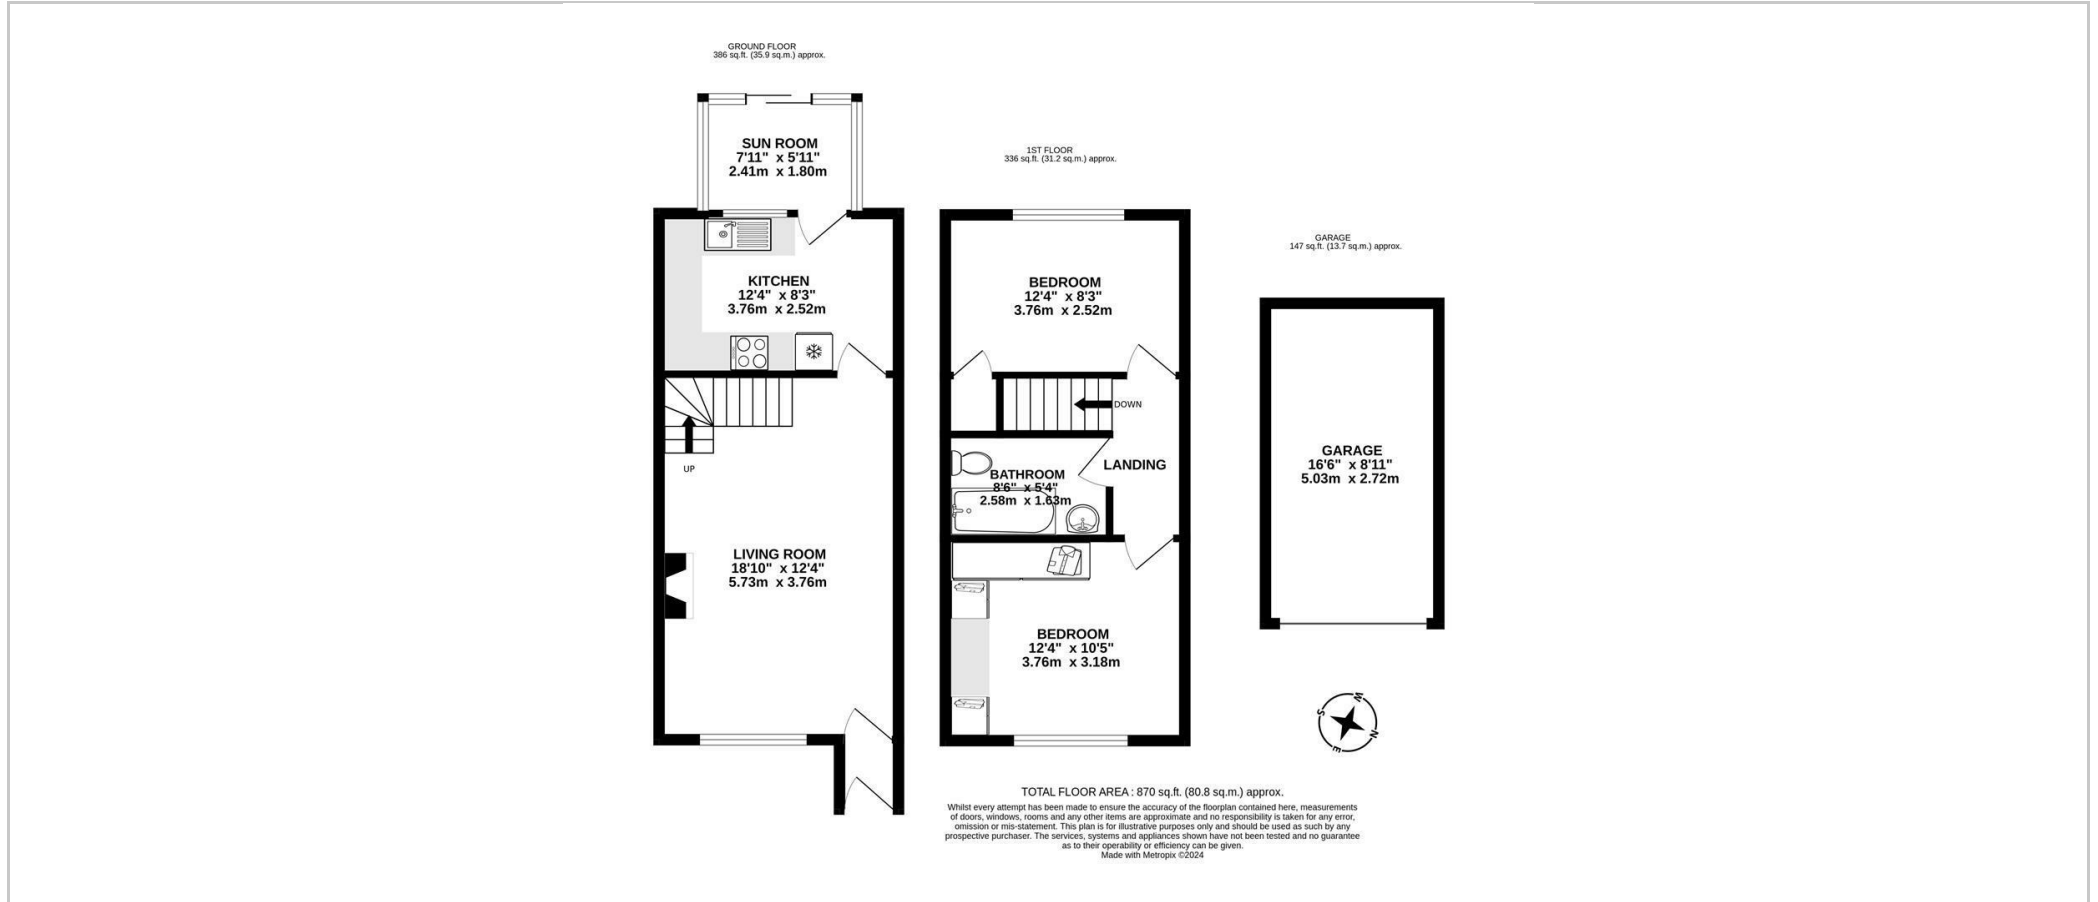 GROUND FLOOR
386 sq.ft. (35.9 sq.m.) approx.
SUN ROOM
7'11" x 5'11"
2.41m x 1.80m
KITCHEN
12'4" x 8'3"
3.76m x 2.52m
UP
LIVING ROOM
18'10" x 12'4"
5.73m x 3.76m
1ST FLOOR
336 sq.ft. (31.2 sq.m.) approx.
BEDROOM
12'4" x 8'3"
3.76m x 2.52m
DOWN
LANDING
BATHROOM
8'6" x 5'4"
2.58m x 1.63m
BEDROOM
12'4" x 10'5"
3.76m x 3.18m
GARAGE
147 sq.ft. (13.7 sq.m.) approx.
GARAGE
16'6" x 8'11"
5.03m x 2.72m
W
S
N
E
TOTAL FLOOR AREA : 870 sq.ft. (80.8 sq.m.) approx.
Whilst every attempt has been made to ensure the accuracy of the floorplan contained here, measurements
of doors, windows, rooms and any other items are approximate and no responsibility is taken for any error,
omission or mis-statement. This plan is for illustrative purposes only and should be used as such by any
prospective purchaser. The services, systems and appliances shown have not been tested and no guarantee
as to their operability or efficiency can be given.
Made with Metropix ©2024